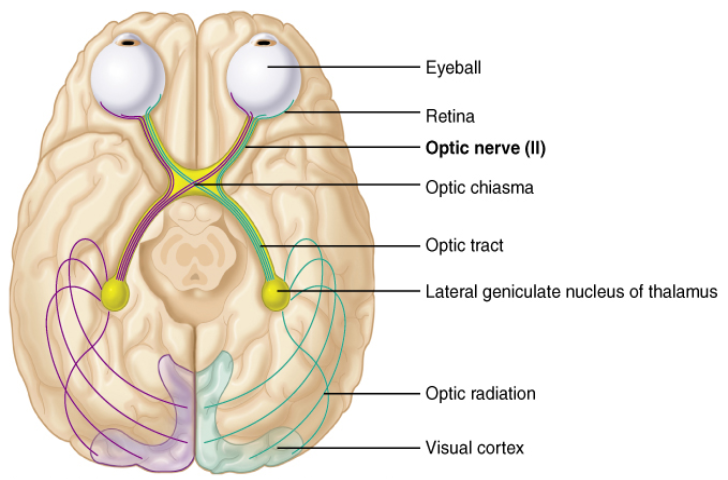 Eyeball
Retina
Optic nerve (II)
Optic chiasma
Optic tract
Lateral geniculate nucleus of thalamus
Optic radiation
Visual cortex